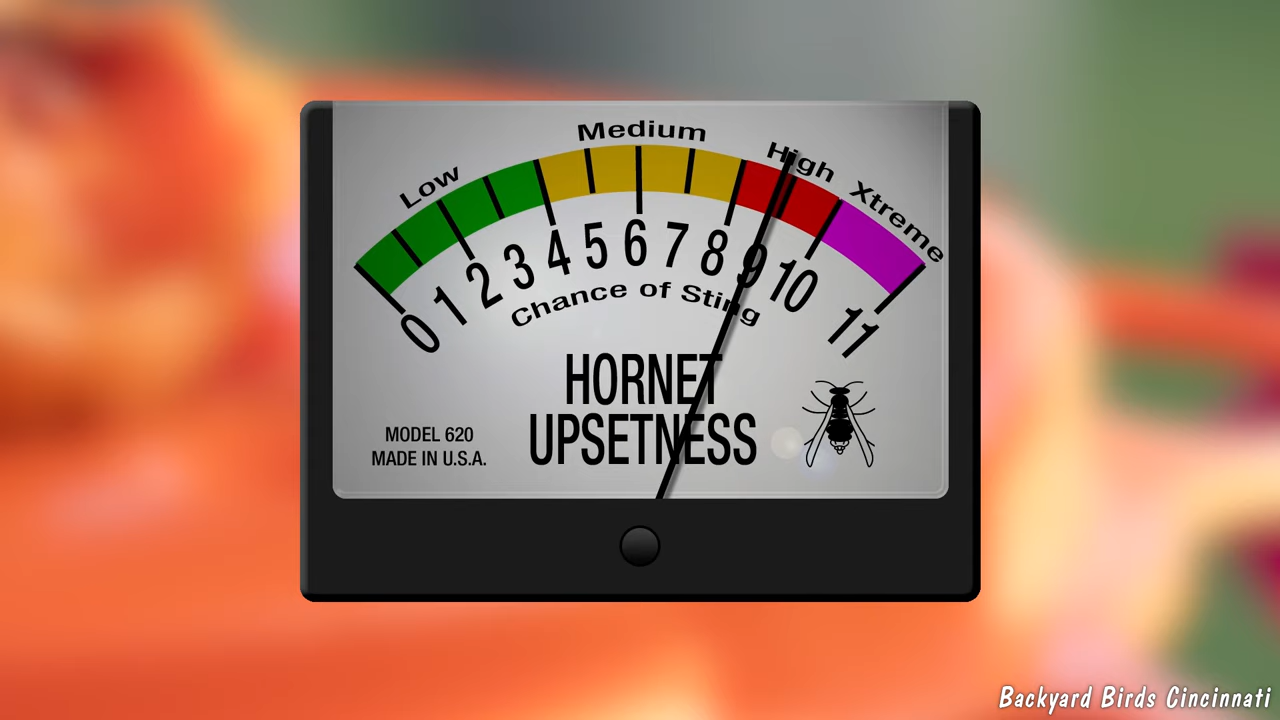 Medium
Low
High
Xtreme
0 1 2 3 4 5 6 7 8 9 10 11
Chance of Sting
HORNET
UPSETNESS
MODEL 620
MADE IN U.S.A.
Backyard Birds Cincinnati